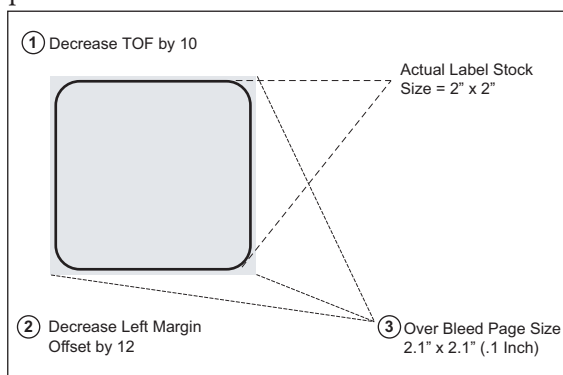 1 Decrease TOF by 10
Actual Label Stock
Size = 2” x 2”
2 Decrease Left Margin
Offset by 12
3 Over Bleed Page Size
2.1” x 2.1” (.1 Inch)